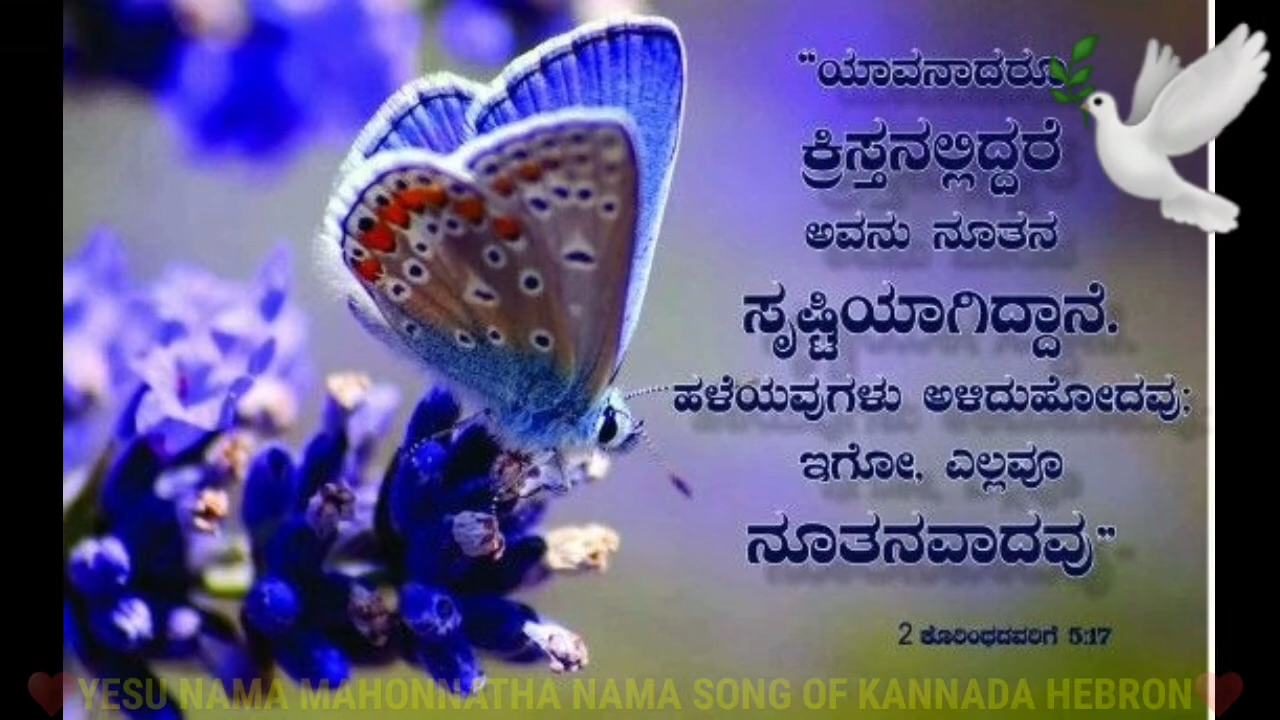 "ಯಾವನಾದರೂ
ಕ್ರಿಸ್ತನಲ್ಲಿದ್ದರೆ
ಅವನು ನೂತನ
ಸೃಷ್ಟಿಯಾಗಿದ್ದಾನೆ.
ಹಳೆಯವುಗಳು ಅಳಿದುಹೋದವು;
ಇಗೋ, ಎಲ್ಲವೂ
ನೂತನವಾದವು"
2 ಕೊರಿಂಥದವರಿಗೆ 5:17
YESU NAMA MAHONNATHA NAMA SONG OF KANNADA HEBRON